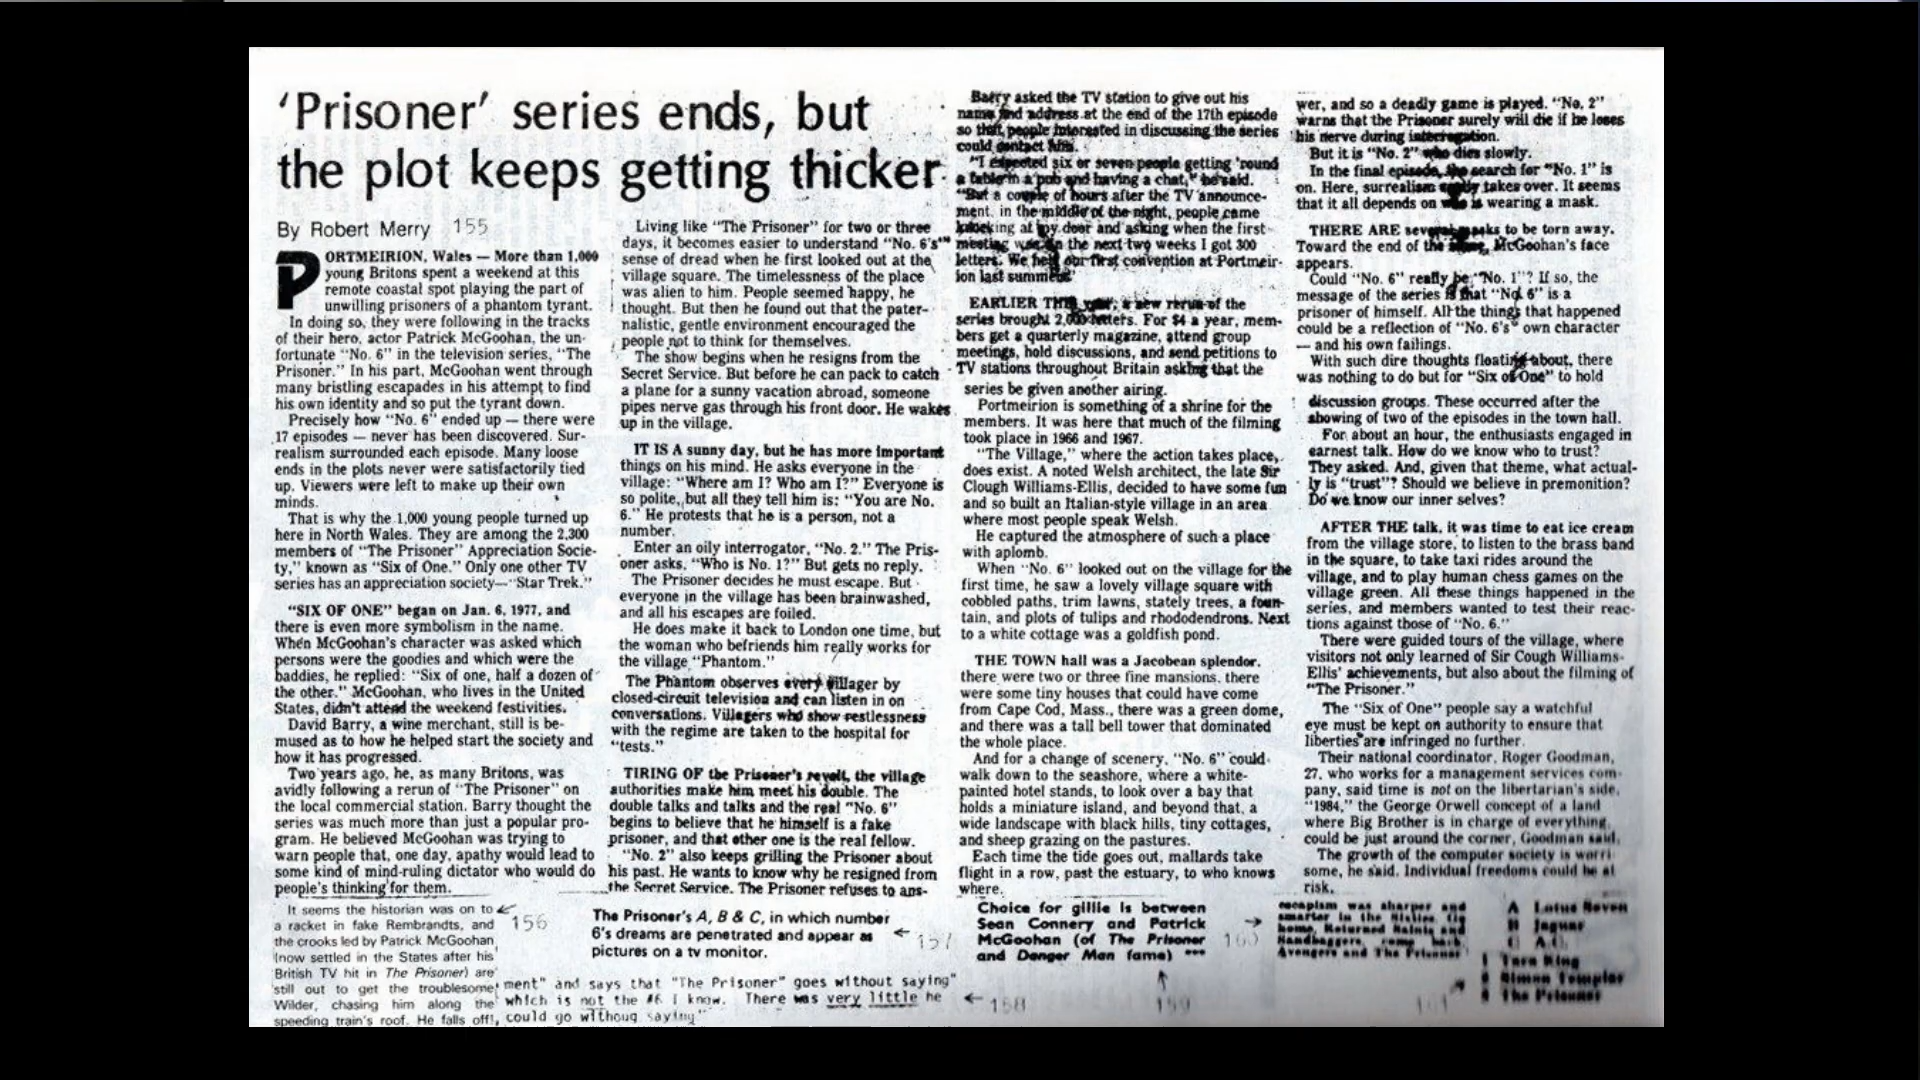 'Prisoner' series ends, but
the plot keeps getting thicker
By Robert Merry 155
PORTMEIRION, Wales — More than 1,000
young Britons spent a weekend at this
remote coastal spot playing the part of
unwilling prisoners of a phantom tyrant.
In doing so, they were following in the tracks
of their hero, actor Patrick McGoohan, the un-
fortunate "No. 6" in the television series, "The
Prisoner." In his part, McGoohan went through
many bristling escapades in his attempt to find
his own identity and so put the tyrant down.
Precisely how "No. 6" ended up — there were
17 episodes — never has been discovered. Sur-
realism surrounded each episode. Many loose
ends in the plots never were satisfactorily tied
up. Viewers were left to make up their own
minds.
That is why the 1,000 young people turned up
here in North Wales. They are among the 2,300
members of "The Prisoner" Appreciation Socie-
ty," known as "Six of One." Only one other TV
series has an appreciation society—"Star Trek."
"SIX OF ONE" began on Jan. 6, 1977, and
there is even more symbolism in the name.
When McGoohan's character was asked which
persons were the goodies and which were the
baddies, he replied: "Six of one, half a dozen of
the other." McGoohan, who lives in the United
States, didn't attend the weekend festivities.
David Barry, a wine merchant, still is be-
mused as to how he helped start the society and
how it has progressed.
Two years ago, he, as many Britons, was
avidly following a rerun of "The Prisoner" on
the local commercial station. Barry thought the
series was much more than just a popular pro-
gram. He believed McGoohan was trying to
warn people that, one day, apathy would lead to
some kind of mind-ruling dictator who would do
people's thinking for them.
Living like "The Prisoner" for two or three
days, it becomes easier to understand "No. 6's"
sense of dread when he first looked out at the
village square. The timelessness of the place
was alien to him. People seemed happy, he
thought. But then he found out that the pater-
nalistic, gentle environment encouraged the
people not to think for themselves.
The show begins when he resigns from the
Secret Service. But before he can pack to catch
a plane for a sunny vacation abroad, someone
pipes nerve gas through his front door. He wakes
up in the village.
IT IS A sunny day, but he has more important
things on his mind. He asks everyone in the
village: "Where am I? Who am I?" Everyone is
so polite, but all they tell him is: "You are No.
6." He protests that he is a person, not a
number.
Enter an oily interrogator, "No. 2." The Pris-
oner asks, "Who is No. 1?" But gets no reply.
The Prisoner decides he must escape. But
everyone in the village has been brainwashed,
and all his escapes are foiled.
He does make it back to London one time, but
the woman who befriends him really works for
the village "Phantom."
The Phantom observes every villager by
closed-circuit television and can listen in on
conversations. Villagers who show restlessness
with the regime are taken to the hospital for
"tests."
TIRING OF the Prisoner's revolt, the village
authorities make him meet his double. The
double talks and talks and the real "No. 6"
begins to believe that he himself is a fake
prisoner, and that other one is the real fellow.
"No. 2" also keeps grilling the Prisoner about
his past. He wants to know why he resigned from
the Secret Service. The Prisoner refuses to ans-
Barry asked the TV station to give out his
name and address at the end of the 17th episode
so that people interested in discussing the series
could contact him.
"I expected six or seven people getting 'round
a table in a pub and having a chat," he said.
"But a couple of hours after the TV announce-
ment, in the middle of the night, people came
knocking at my door and asking when the first
meeting was. In the next two weeks I got 300
letters. We held our first convention at Portmeir-
ion last summer."
EARLIER THIS year, a new rerun of the
series brought 2,000 letters. For $4 a year, mem-
bers get a quarterly magazine, attend group
meetings, hold discussions, and send petitions to
TV stations throughout Britain asking that the
series be given another airing.
Portmeirion is something of a shrine for the
members. It was here that much of the filming
took place in 1966 and 1967.
"The Village," where the action takes place,
does exist. A noted Welsh architect, the late Sir
Clough Williams-Ellis, decided to have some fun
and so built an Italian-style village in an area
where most people speak Welsh.
He captured the atmosphere of such a place
with aplomb.
When "No. 6" looked out on the village for the
first time, he saw a lovely village square with
cobbled paths, trim lawns, stately trees, a foun-
tain, and plots of tulips and rhododendrons. Next
to a white cottage was a goldfish pond.
THE TOWN hall was a Jacobean splendor,
there were two or three fine mansions, there
were some tiny houses that could have come
from Cape Cod, Mass., there was a green dome,
and there was a tall bell tower that dominated
the whole place.
And for a change of scenery, "No. 6" could
walk down to the seashore, where a white-
painted hotel stands, to look over a bay that
holds a miniature island, and beyond that, a
wide landscape with black hills, tiny cottages,
and sheep grazing on the pastures.
Each time the tide goes out, mallards take
flight in a row, past the estuary, to who knows
where.
wer, and so a deadly game is played. "No. 2"
warns that the Prisoner surely will die if he loses
his nerve during interrogation.
But it is "No. 2" who dies slowly.
In the final episode, the search for "No. 1" is
on. Here, surrealism really takes over. It seems
that it all depends on who is wearing a mask.
THERE ARE several masks to be torn away.
Toward the end of the McGoohan's face
appears.
Could "No. 6" really be "No. 1"? If so, the
message of the series is that "No. 6" is a
prisoner of himself. All the things that happened
could be a reflection of "No. 6's" own character
— and his own failings.
With such dire thoughts floating about, there
was nothing to do but for "Six of One" to hold
discussion groups. These occurred after the
showing of two of the episodes in the town hall.
For about an hour, the enthusiasts engaged in
earnest talk. How do we know who to trust?
They asked. And, given that theme, what actual-
ly is "trust"? Should we believe in premonition?
Do we know our inner selves?
AFTER THE talk, it was time to eat ice cream
from the village store, to listen to the brass band
in the square, to take taxi rides around the
village, and to play human chess games on the
village green. All these things happened in the
series, and members wanted to test their reac-
tions against those of "No. 6."
There were guided tours of the village, where
visitors not only learned of Sir Cough Williams-
Ellis' achievements, but also about the filming of
"The Prisoner."
The "Six of One" people say a watchful
eye must be kept on authority to ensure that
liberties are infringed no further.
Their national coordinator, Roger Goodman,
27, who works for a management services com-
pany, said time is not on the libertarian's side.
"1984," the George Orwell concept of a land
where Big Brother is in charge of everything,
could be just around the corner, Goodman said.
The growth of the computer society is worri-
some, he said. Individual freedoms could be at
risk.
It seems the historian was on to
a racket in fake Rembrandts, and
the crooks led by Patrick McGoohan
(now settled in the States after his
British TV hit in The Prisoner) are
still out to get the troublesome
Wilder, chasing him along the
speeding train's roof. He falls off!,
156
The Prisoner's A, B & C, in which number
6's dreams are penetrated and appear as
pictures on a tv monitor.
← 157
ment" and says that "The Prisoner" goes without saying"
which is not the #6 I know. There was very little he
could go withoug saying"
← 158
Choice for gillie is between
Sean Connery and Patrick
McGoohan (of The Prisoner
and Danger Man fame)
159
→
escapism was sharper and
smarter in the
home, Returned
Avengers and The Prisoner
161
A Lotus Seven
B Jaguar
C A.C.
1 Tara King
2 Simon Templar
3 The Prisoner